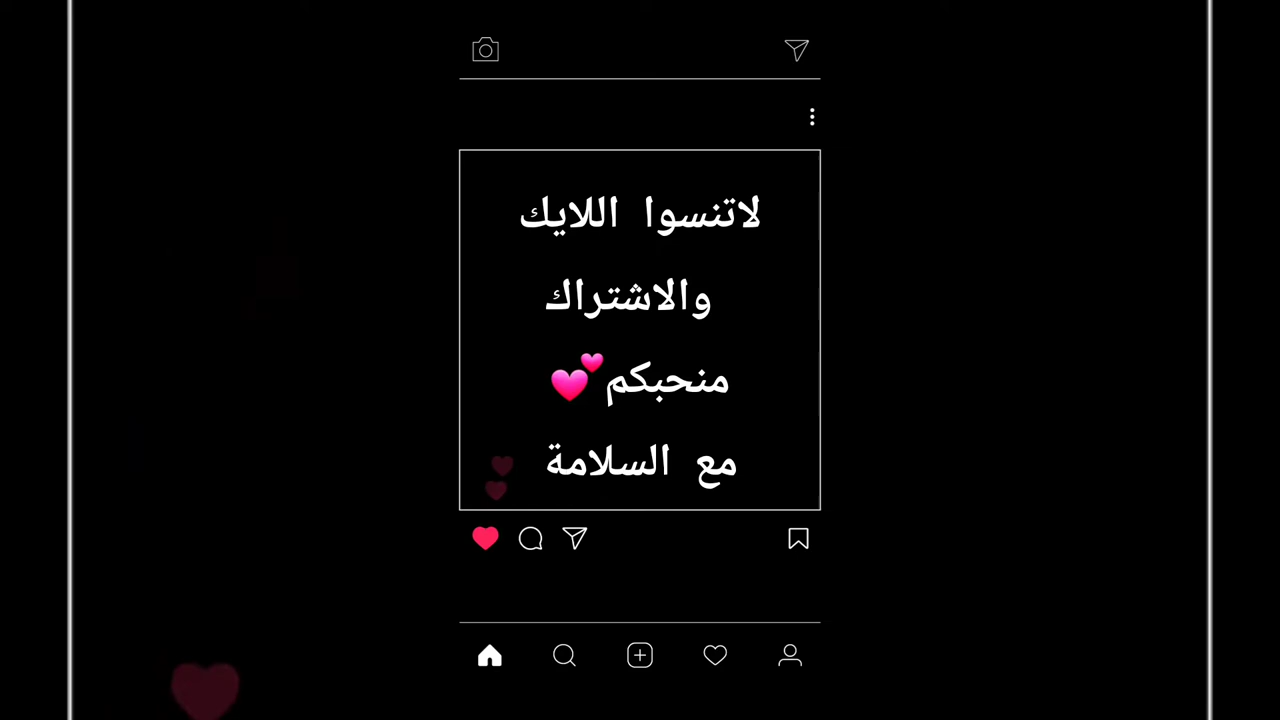 لاتنسوا اللايك
والاشتراك
منحبكم💕
مع السلامة